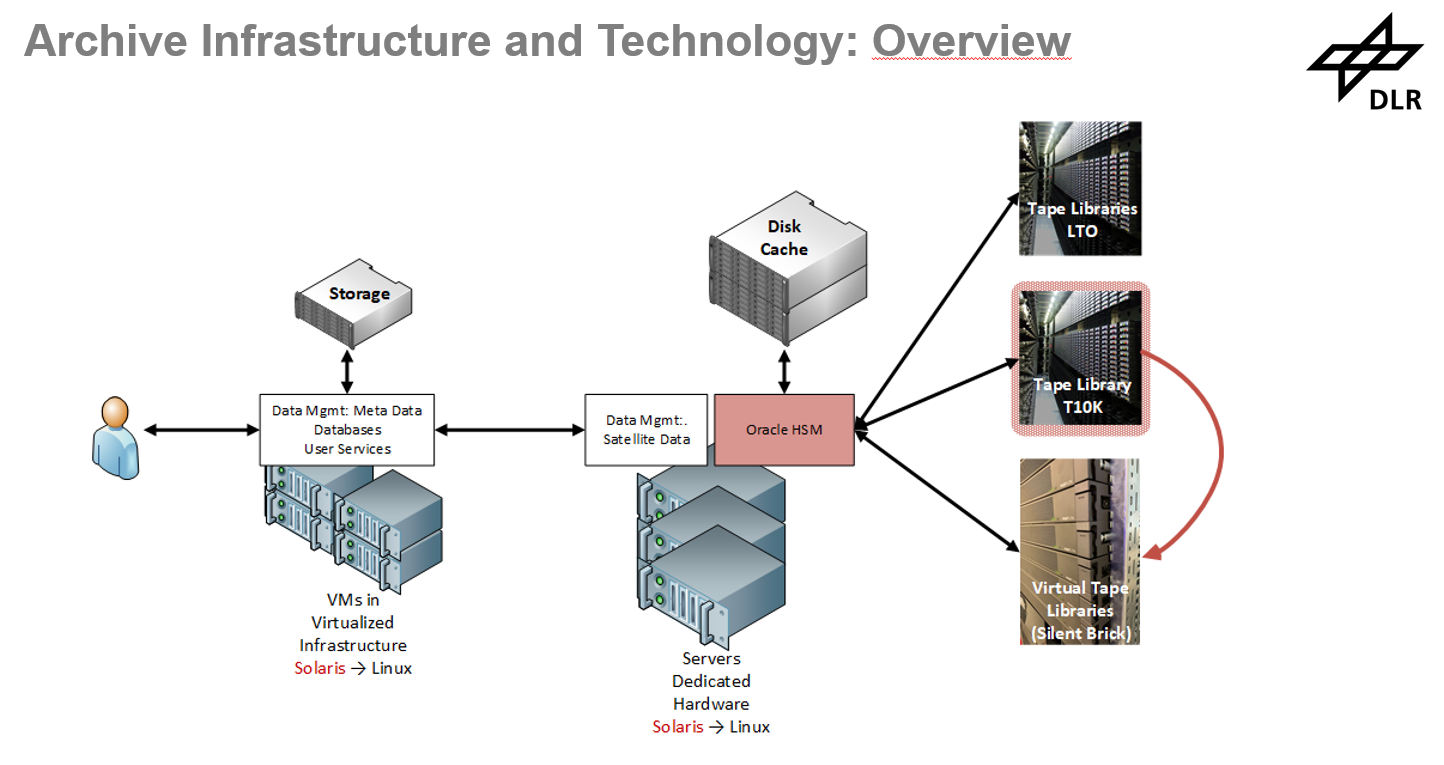 Archive Infrastructure and Technology: Overview
DLR
Tape Libraries
LTO
Disk
Cache
Storage
Tape Library
T10K
Data Mgmt: Meta Data
Databases
User Services
Data Mgmt:.
Satellite Data
Oracle HSM
Virtual Tape
Libraries
(Silent Brick)
VMs in
Virtualized
Infrastructure
Solaris → Linux
Servers
Dedicated
Hardware
Solaris → Linux